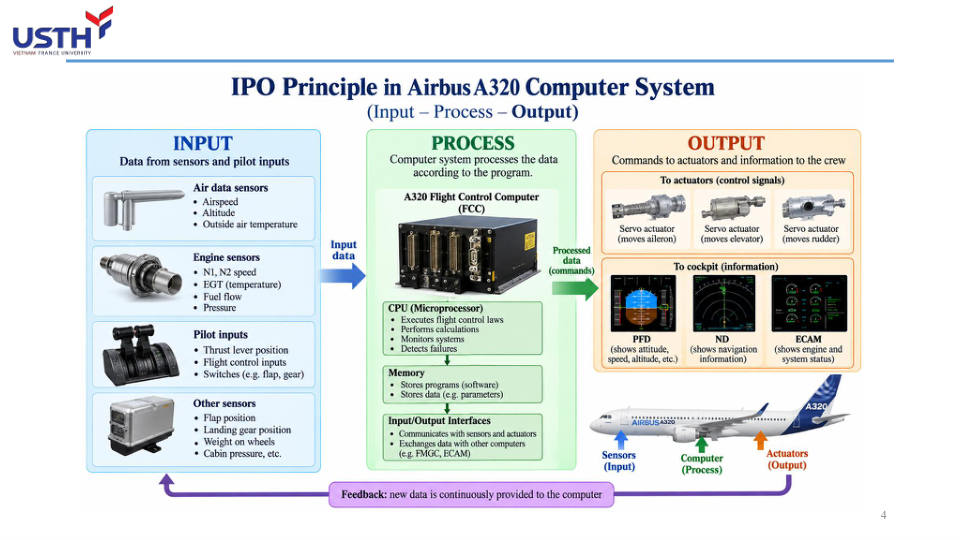 USTH
VIETNAM FRANCE UNIVERSITY
IPO Principle in Airbus A320 Computer System
(Input – Process – Output)
INPUT
Data from sensors and pilot inputs
Air data sensors
• Airspeed
• Altitude
• Outside air temperature
Engine sensors
• N1, N2 speed
• EGT (temperature)
• Fuel flow
• Pressure
Pilot inputs
• Thrust lever position
• Flight control inputs
• Switches (e.g. flap, gear)
Other sensors
• Flap position
• Landing gear position
• Weight on wheels
• Cabin pressure, etc.
Input
data
PROCESS
Computer system processes the data
according to the program.
A320 Flight Control Computer
(FCC)
CPU (Microprocessor)
• Executes flight control laws
• Performs calculations
• Monitors systems
• Detects failures
Memory
• Stores programs (software)
• Stores data (e.g. parameters)
Input/Output Interfaces
• Communicates with sensors and actuators
• Exchanges data with other computers
(e.g. FMGC, ECAM)
Processed
data
(commands)
OUTPUT
Commands to actuators and information to the crew
To actuators (control signals)
Servo actuator
(moves aileron)
Servo actuator
(moves elevator)
Servo actuator
(moves rudder)
To cockpit (information)
PFD
(shows attitude,
speed, altitude, etc.)
ND
(shows navigation
information)
ECAM
(shows engine and
system status)
A320
AIRBUS A320
Sensors
(Input)
Computer
(Process)
Actuators
(Output)
Feedback: new data is continuously provided to the computer
4